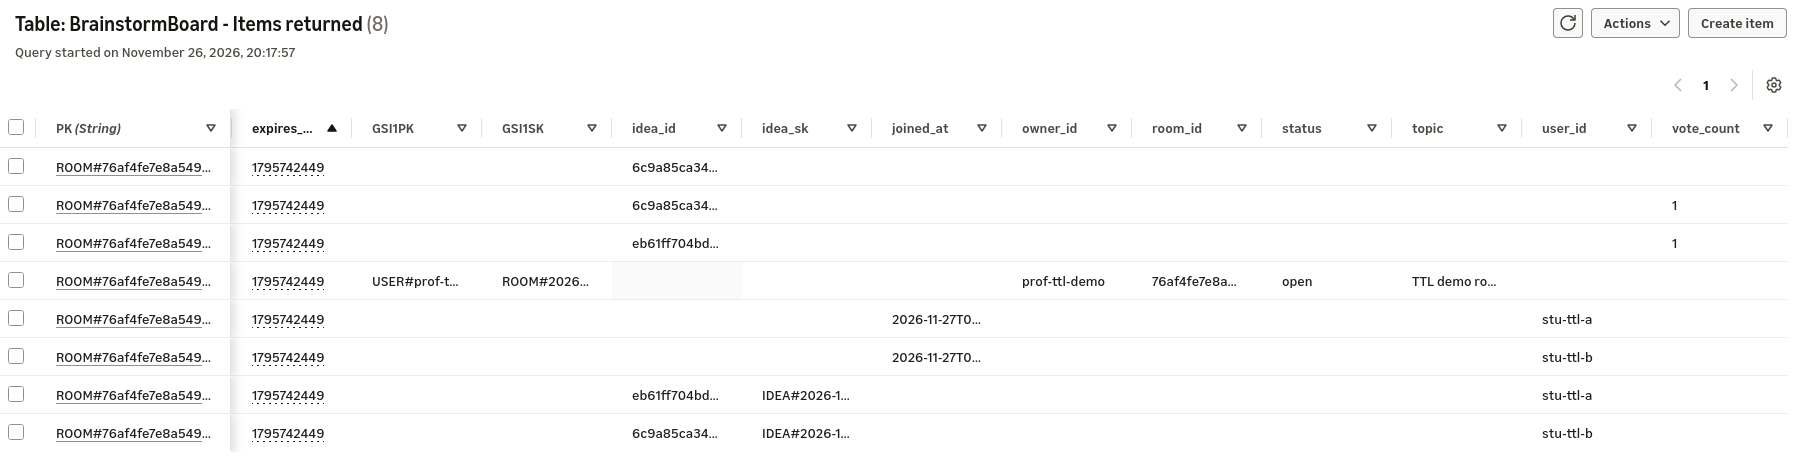 Table: BrainstormBoard - Items returned (8)
Actions
Create item
Query started on November 26, 2026, 20:17:57
1
PK (String) expires_... GSI1PK GSI1SK idea_id idea_sk joined_at owner_id room_id status topic user_id vote_count
ROOM#76af4fe7e8a549... 1795742449 6c9a85ca34...
ROOM#76af4fe7e8a549... 1795742449 6c9a85ca34... 1
ROOM#76af4fe7e8a549... 1795742449 eb61ff704bd... 1
ROOM#76af4fe7e8a549... 1795742449 USER#prof-t... ROOM#2026... prof-ttl-demo 76af4fe7e8a... open TTL demo ro...
ROOM#76af4fe7e8a549... 1795742449 2026-11-27T0... stu-ttl-a
ROOM#76af4fe7e8a549... 1795742449 2026-11-27T0... stu-ttl-b
ROOM#76af4fe7e8a549... 1795742449 eb61ff704bd... IDEA#2026-1... stu-ttl-a
ROOM#76af4fe7e8a549... 1795742449 6c9a85ca34... IDEA#2026-1... stu-ttl-b